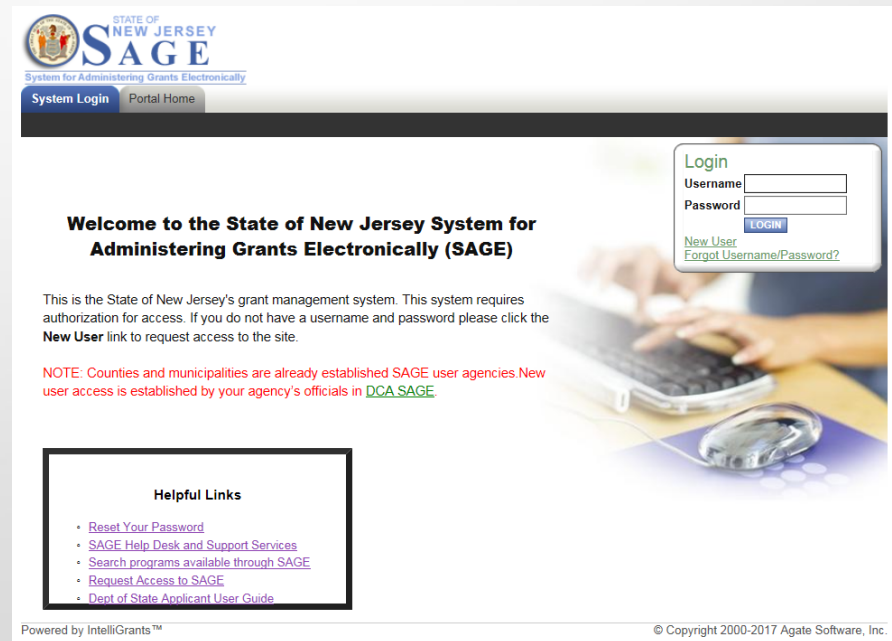 STATE OF
NEW JERSEY
SAGE
System for Administering Grants Electronically
System Login
Portal Home
Login
Username
Password
LOGIN
New User
Forgot Username/Password?
Welcome to the State of New Jersey System for
Administering Grants Electronically (SAGE)
This is the State of New Jersey's grant management system. This system requires
authorization for access. If you do not have a username and password please click the
New User link to request access to the site.
NOTE: Counties and municipalities are already established SAGE user agencies.New
user access is established by your agency's officials in DCA SAGE.
Helpful Links
Reset Your Password
SAGE Help Desk and Support Services
Search programs available through SAGE
Request Access to SAGE
Dept of State Applicant User Guide
Powered by IntelliGrants™
© Copyright 2000-2017 Agate Software, Inc.